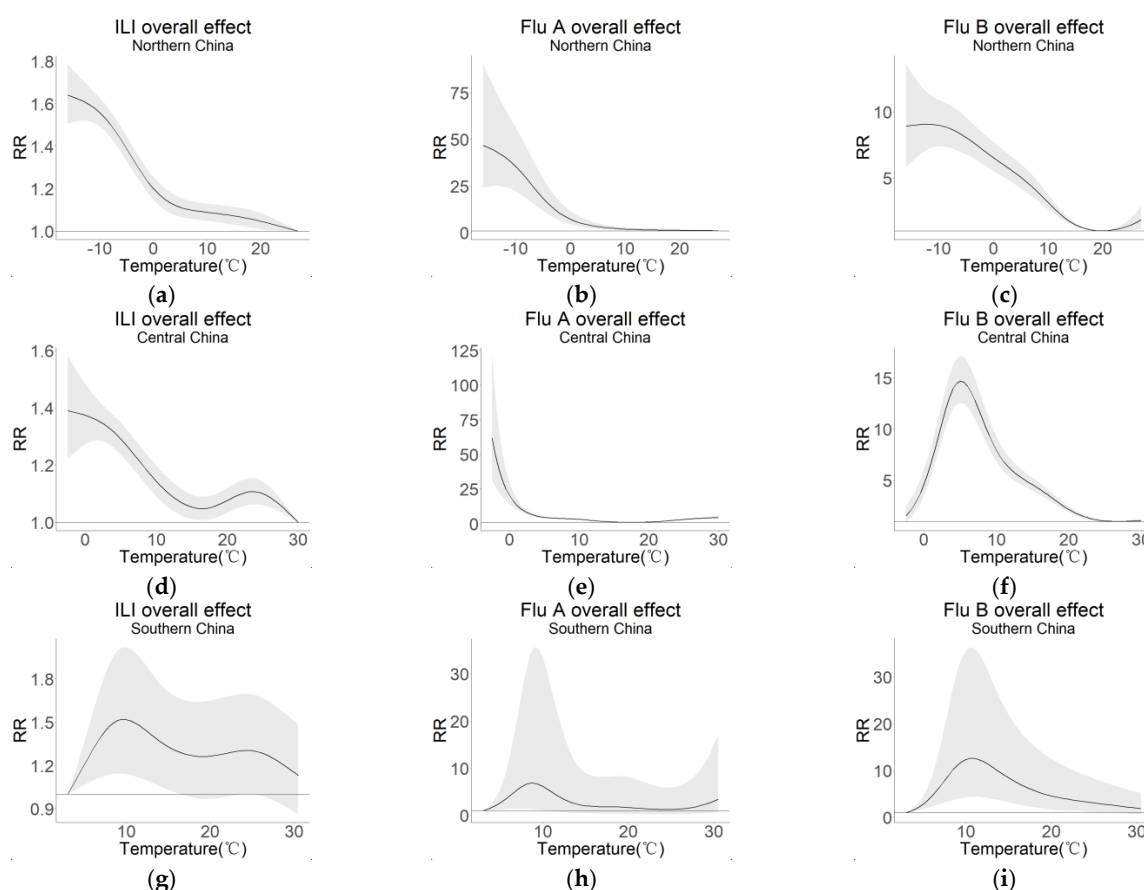 ILI overall effect
Northern China
1.8
1.6
1.4
1.2
1.0
RR
-10 0 10 20
Temperature(℃)
(a)
Flu A overall effect
Northern China
75
50
25
0
RR
-10 0 10 20
Temperature(℃)
(b)
Flu B overall effect
Northern China
10
5
RR
-10 0 10 20
Temperature(℃)
(c)
ILI overall effect
Central China
1.6
1.4
1.2
1.0
RR
0 10 20 30
Temperature(℃)
(d)
Flu A overall effect
Central China
125
100
75
50
25
0
RR
0 10 20 30
Temperature(℃)
(e)
Flu B overall effect
Central China
15
10
5
RR
0 10 20 30
Temperature(℃)
(f)
ILI overall effect
Southern China
1.8
1.5
1.2
0.9
RR
10 20 30
Temperature(℃)
(g)
Flu A overall effect
Southern China
30
20
10
0
RR
10 20 30
Temperature(℃)
(h)
Flu B overall effect
Southern China
30
20
10
0
RR
10 20 30
Temperature(℃)
(i)